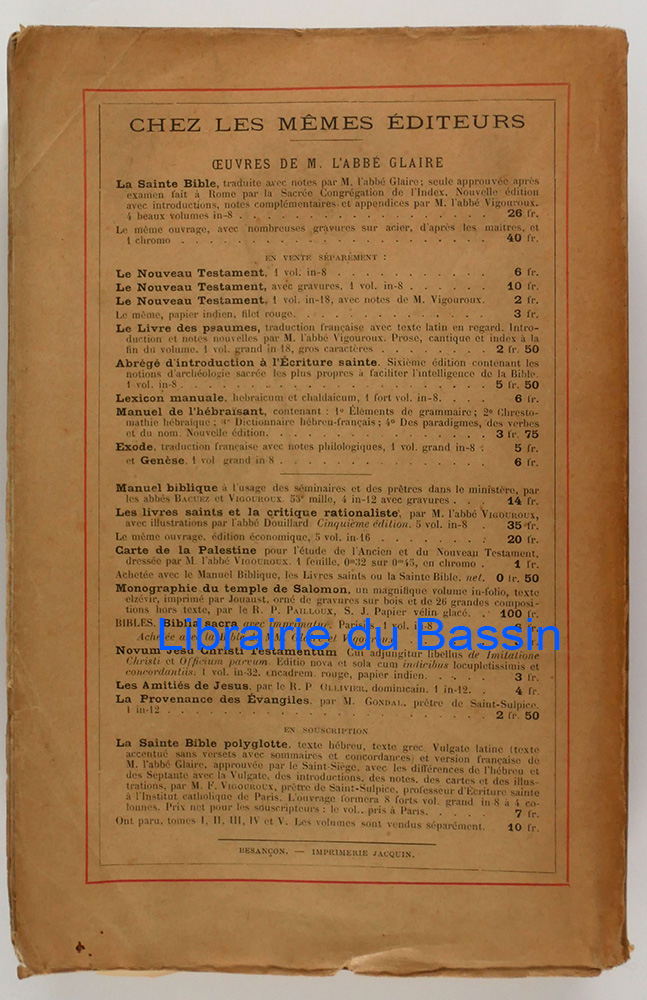 CHEZ LES MÊMES ÉDITEURS
ŒUVRES DE M. L'ABBÉ GLAIRE
La Sainte Bible, traduite avec notes par M. l'abbé Glaire; seule approuvée après
examen fait à Rome par la Sacrée Congrégation de l'Index. Nouvelle édition
avec introductions, notes complémentaires et appendices par M. l'abbé Vigouroux.
4 beaux volumes in-8 . . . . . . . . . . . . . . . . 26 fr.
Le même ouvrage, avec nombreuses gravures sur acier, d'après les maîtres, et
1 chromo . . . . . . . . . . . . . . . . . . . 40 fr.
EN VENTE SÉPARÉMENT :
Le Nouveau Testament, 1 vol. in-8 . . . . . . . . . . . 6 fr.
Le Nouveau Testament, avec gravures, 1 vol. in-8 . . . . . . 10 fr.
Le Nouveau Testament, 1 vol. in-18, avec notes de M. Vigouroux. 2 fr.
Le même, papier indien, filet rouge. . . . . . . . . . . . . 3 fr.
Le Livre des psaumes, traduction française avec texte latin en regard. Intro-
duction et notes nouvelles par M. l'abbé Vigouroux. Prose, cantique et index à la
fin du volume. 1 vol. grand in-18, gros caractères . . . . . . . 2 fr. 50
Abrégé d'introduction à l'Écriture sainte. Sixième édition contenant les
notions d'archéologie sacrée les plus propres à faciliter l'intelligence de la Bible.
1 vol. in-8 . . . . . . . . . . . . . . . . . . 5 fr. 50
Lexicon manuale, hebraicum et chaldaicum, 1 fort vol. in-8. . . . 6 fr.
Manuel de l'hébraïsant, contenant : 1º Éléments de grammaire; 2º Chresto-
mathie hébraïque; 3º Dictionnaire hébreu-français; 4º Des paradigmes, des verbes
et du nom. Nouvelle édition. . . . . . . . . . . . . . 3 fr. 75
Exode, traduction française avec notes philologiques, 1 vol. grand in-8 : 5 fr.
et Genèse. 1 vol grand in 8 . . . . . . . . . . . . . . 6 fr.
Manuel biblique à l'usage des séminaires et des prêtres dans le ministère, par
les abbés BACUEZ et VIGOUROUX. 53e mille, 4 in-12 avec gravures . . . 14 fr.
Les livres saints et la critique rationaliste, par M. l'abbé VIGOUROUX,
avec illustrations par l'abbé Douillard. Cinquième édition. 5 vol. in-8 . 35 fr.
Le même ouvrage, édition économique, 5 vol. in-16 . . . . . . . 20 fr.
Carte de la Palestine pour l'étude de l'Ancien et du Nouveau Testament,
dressée par M. l'abbé VIGOUROUX. 1 feuille, 0m32 sur 0m45, en chromo . 1 fr.
Achetée avec le Manuel Biblique, les Livres saints ou la Sainte Bible, net. 0 fr. 50
Monographie du temple de Salomon, un magnifique volume in-folio, texte
elzévir, imprimé par Jouaust, orné de gravures sur bois et de 26 grandes composi-
tions hors texte, par le R. P. PAILLOUX, S. J. Papier vélin glacé. . 100 fr.
BIBLES. Biblia sacra avec imprimatur. Parisiis, 1 vol. in-8
Librairie du Bassin
Novum Jesu Christi Testamentum Cui adjungitur libellus de Imitatione
Christi et Officium parvum. Editio nova et sola cum indicibus locupletissimis et
concordantiis. 1 vol. in-32. encadrem. rouge, papier indien. . . . . 3 fr.
Les Amitiés de Jesus, par le R. P. OLLIVIER, dominicain. 1 in-12. . 4 fr.
La Provenance des Évangiles, par M. GONDAL, prêtre de Saint-Sulpice.
1 in-12 . . . . . . . . . . . . . . . . . . . 2 fr. 50
EN SOUSCRIPTION
La Sainte Bible polyglotte, texte hébreu, texte grec, Vulgate latine (texte
accentué sans versets avec sommaires et concordances) et version française de
M. l'abbé Glaire, approuvée par le Saint-Siège, avec les différences de l'hébreu et
des Septante avec la Vulgate, des introductions, des notes, des cartes et des illus-
trations, par M. F. VIGOUROUX, prêtre de Saint-Sulpice, professeur d'Écriture sainte
à l'Institut catholique de Paris. L'ouvrage formera 8 forts vol. grand in-8 à 4 co-
lonnes. Prix net pour les souscripteurs : le vol., pris à Paris. . . . . 7 fr.
Ont paru, tomes I, II, III, IV et V. Les volumes sont vendus séparément. 10 fr.
BESANÇON. — IMPRIMERIE JACQUIN.